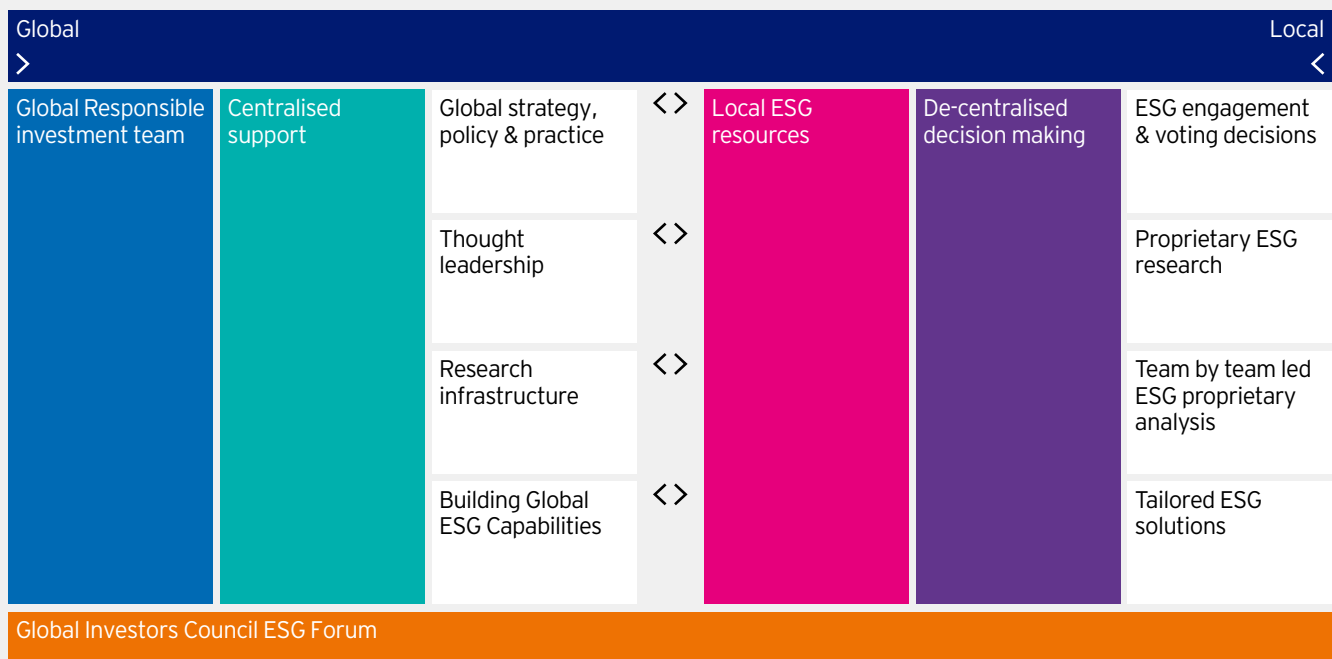 Global
Local
>
<
Global Responsible
investment team
Centralised
support
Global strategy,
policy & practice
< >
Local ESG
resources
De-centralised
decision making
ESG engagement
& voting decisions
Thought
leadership
< >
Proprietary ESG
research
Research
infrastructure
< >
Team by team led
ESG proprietary
analysis
Building Global
ESG Capabilities
< >
Tailored ESG
solutions
Global Investors Council ESG Forum